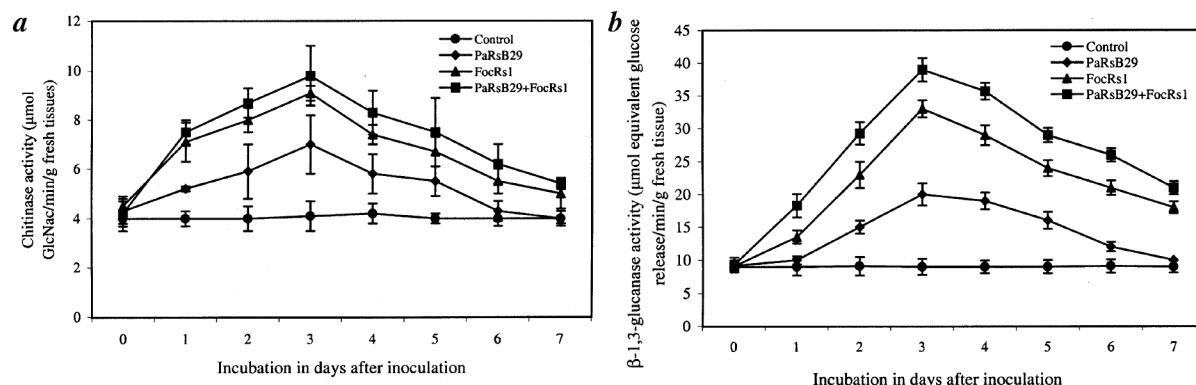 a
Chitinase activity (μmol
GlcNac/min/g fresh tissues)
12
10
8
6
4
2
0
Control
PaRsB29
FocRs1
PaRsB29+FocRs1
0 1 2 3 4 5 6 7
Incubation in days after inoculation
b
β-1,3-glucanase activity (μmol equivalent glucose
release/min/g fresh tissue)
45
40
35
30
25
20
15
10
5
0
Control
PaRsB29
FocRs1
PaRsB29+FocRs1
0 1 2 3 4 5 6 7
Incubation in days after inoculation